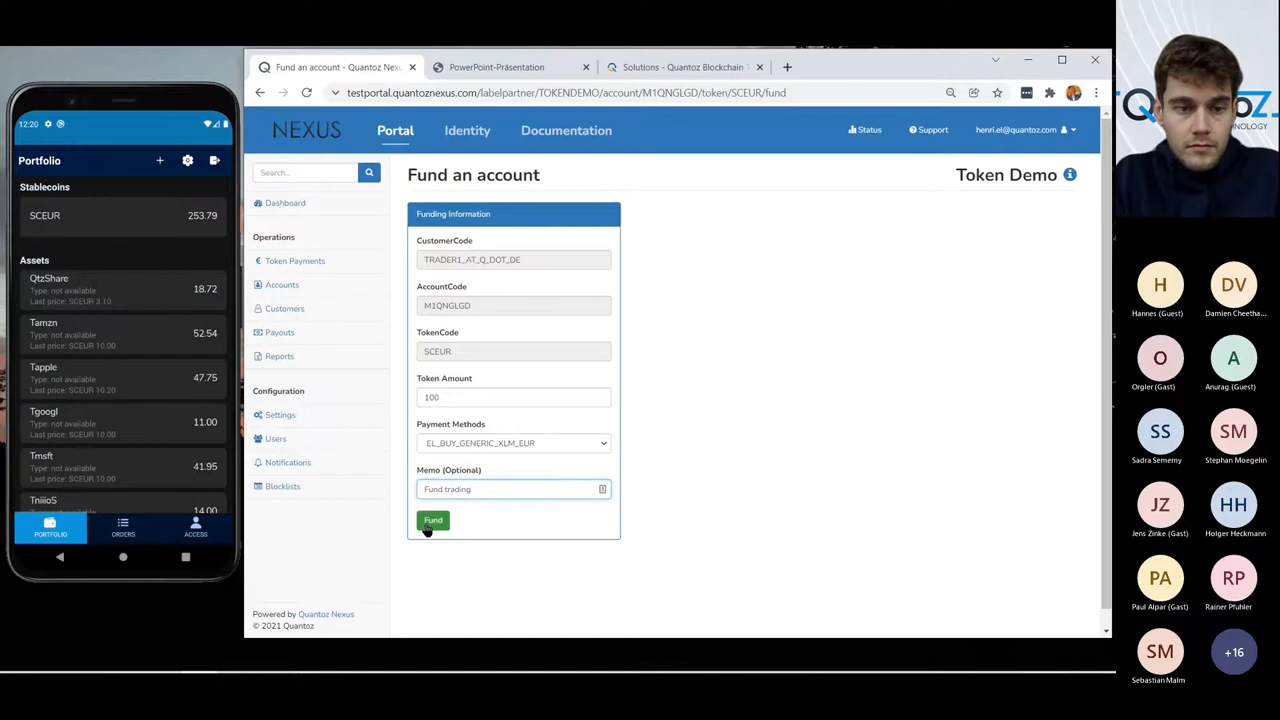 12:20
Portfolio
Stablecoins
SCEUR 253.79
Assets
QtzShare
Type: not available 18.72
Last price: SCEUR 3.10
Tamzn
Type: not available 52.54
Last price: SCEUR 10.00
Tapple
Type: not available 47.75
Last price: SCEUR 10.20
Tgoogl
Type: not available 11.00
Last price: SCEUR 10.00
Tmsft
Type: not available 41.95
Last price: SCEUR 10.00
TniiioS
Type: not available 14.00
PORTFOLIO ORDERS ACCESS
Fund an account - Quantoz Nex
PowerPoint-Präsentation
Solutions - Quantoz Blockchain T
testportal.quantoznexus.com/labelpartner/TOKENDEMO/account/M1QNGLGD/token/SCEUR/fund
NEXUS Portal Identity Documentation
Status Support henri.el@quantoz.com
Search...
Dashboard
Operations
Token Payments
Accounts
Customers
Payouts
Reports
Configuration
Settings
Users
Notifications
Blocklists
Powered by Quantoz Nexus
© 2021 Quantoz
Fund an account
Token Demo
Funding Information
CustomerCode
TRADER1_AT_Q_DOT_DE
AccountCode
M1QNGLGD
TokenCode
SCEUR
Token Amount
100
Payment Methods
EL_BUY_GENERIC_XLM_EUR
Memo (Optional)
Fund trading
Fund
H DV
Hannes (Guest) Damien Cheetha...
O A
Orgler (Gast) Anurag (Guest)
SS SM
Sadra Sememy Stephan Moegelin
JZ HH
Jens Zinke (Gast) Holger Heckmann
PA RP
Paul Alpar (Gast) Rainer Pfuhler
SM +16
Sebastian Malm